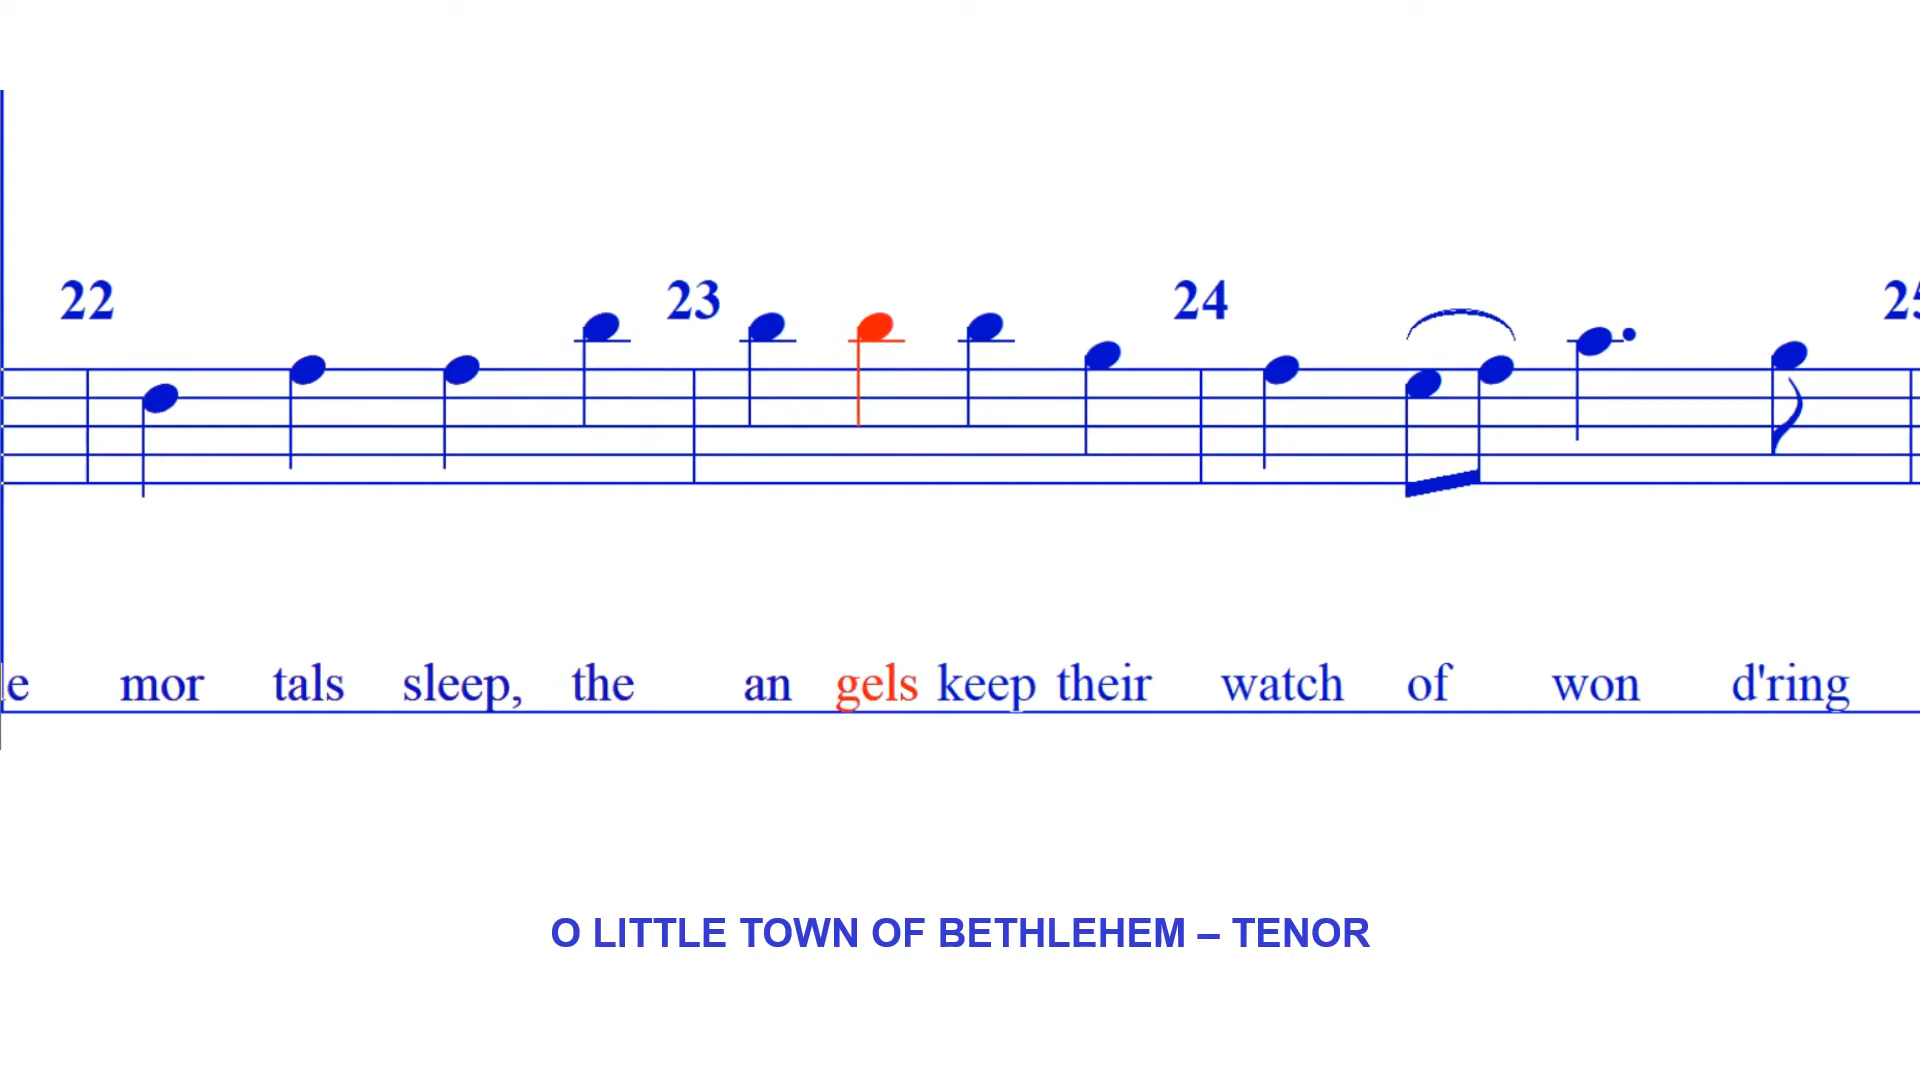 22 23 24
mor tals sleep, the an gels keep their watch of won d'ring
O LITTLE TOWN OF BETHLEHEM – TENOR